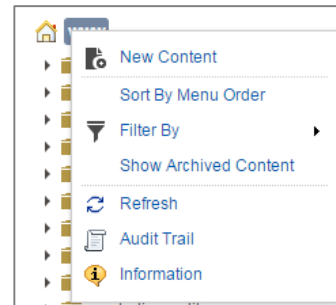 New Content
Sort By Menu Order
Filter By
Show Archived Content
Refresh
Audit Trail
Information